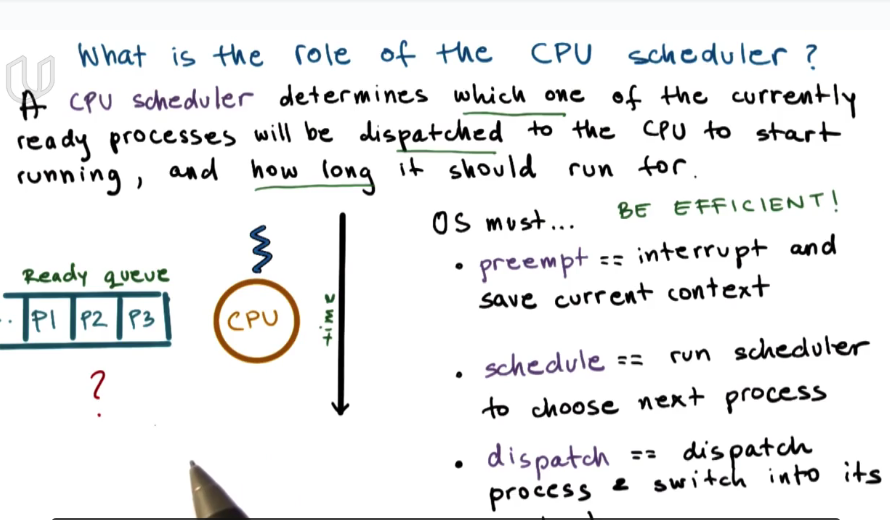 What is the role of the CPU scheduler?
A CPU scheduler determines which one of the currently
ready processes will be dispatched to the CPU to start
running, and how long it should run for.
OS must... BE EFFICIENT!
• preempt == interrupt and
save current context
Ready queue
.. P1 P2 P3
CPU
time
?
• schedule == run scheduler
to choose next process
• dispatch == dispatch
process & switch into its